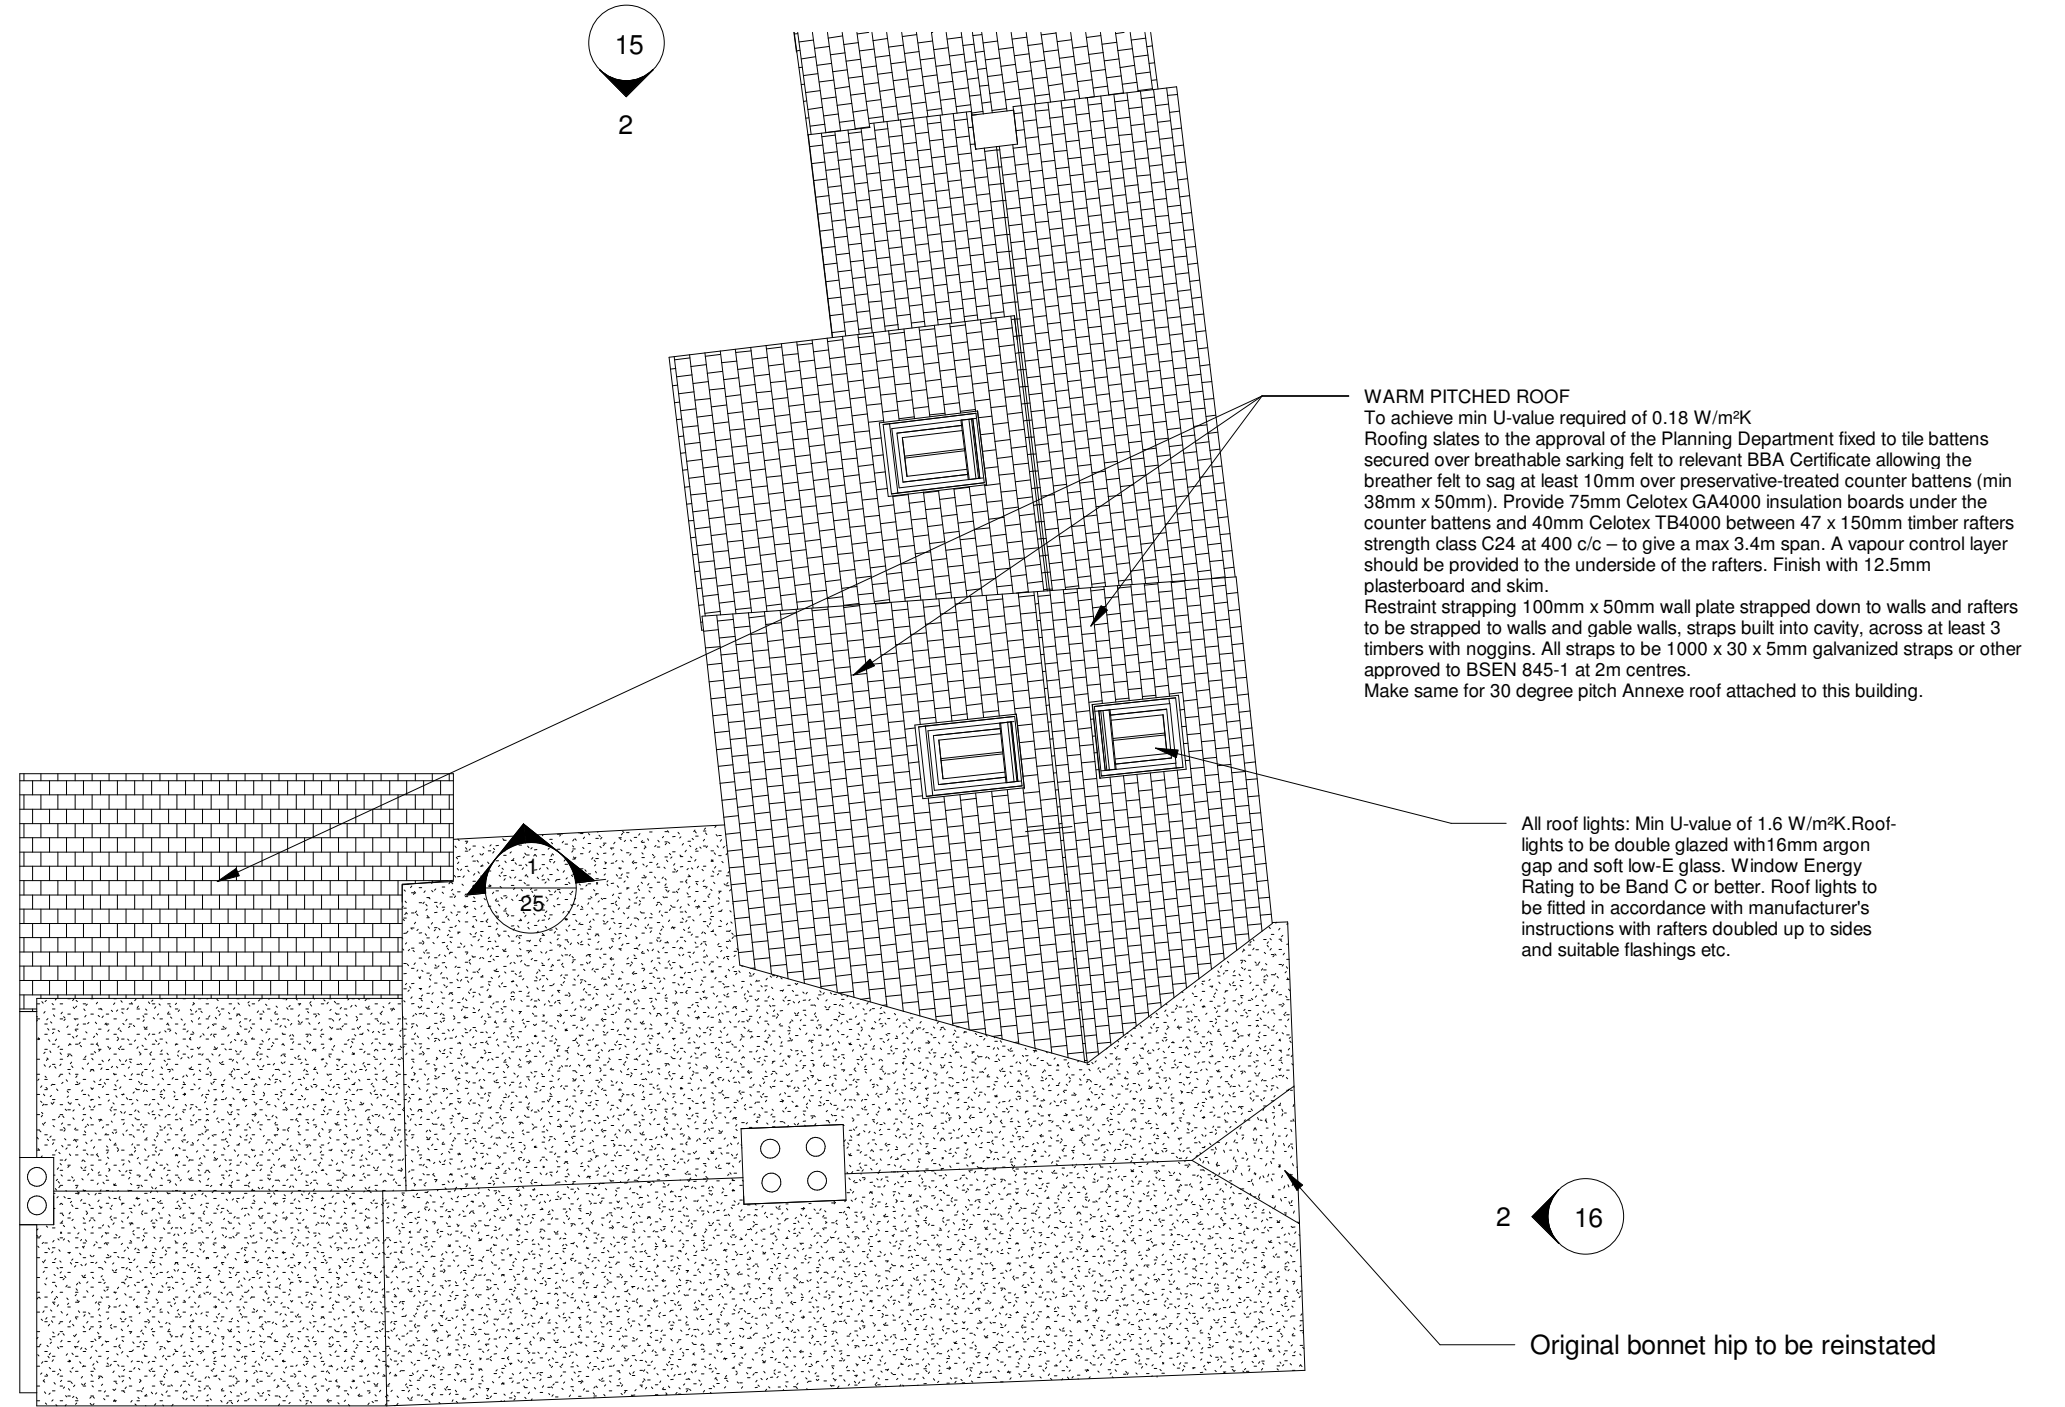 15
2
WARM PITCHED ROOF
To achieve min U-value required of 0.18 W/m²K
Roofing slates to the approval of the Planning Department fixed to tile battens
secured over breathable sarking felt to relevant BBA Certificate allowing the
breather felt to sag at least 10mm over preservative-treated counter battens (min
38mm x 50mm). Provide 75mm Celotex GA4000 insulation boards under the
counter battens and 40mm Celotex TB4000 between 47 x 150mm timber rafters
strength class C24 at 400 c/c – to give a max 3.4m span. A vapour control layer
should be provided to the underside of the rafters. Finish with 12.5mm
plasterboard and skim.
Restraint strapping 100mm x 50mm wall plate strapped down to walls and rafters
to be strapped to walls and gable walls, straps built into cavity, across at least 3
timbers with noggins. All straps to be 1000 x 30 x 5mm galvanized straps or other
approved to BSEN 845-1 at 2m centres.
Make same for 30 degree pitch Annexe roof attached to this building.
All roof lights: Min U-value of 1.6 W/m²K.Roof-
lights to be double glazed with16mm argon
gap and soft low-E glass. Window Energy
Rating to be Band C or better. Roof lights to
be fitted in accordance with manufacturer's
instructions with rafters doubled up to sides
and suitable flashings etc.
1
25
2 16
Original bonnet hip to be reinstated